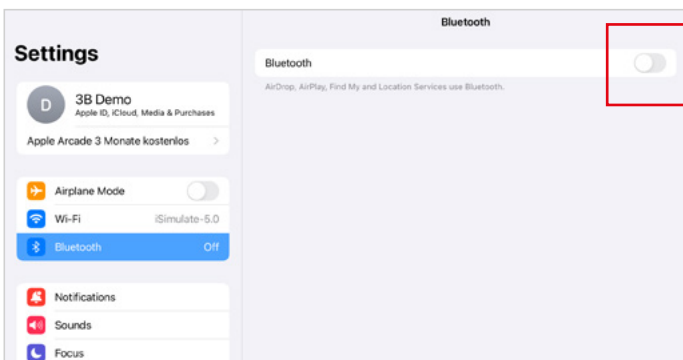 Settings
D
3B Demo
Apple ID, iCloud, Media & Purchases
Apple Arcade 3 Monate kostenlos
Airplane Mode
Wi-Fi iSimulate-5.0
Bluetooth Off
Notifications
Sounds
Focus
Bluetooth
Bluetooth
AirDrop, AirPlay, Find My and Location Services use Bluetooth.